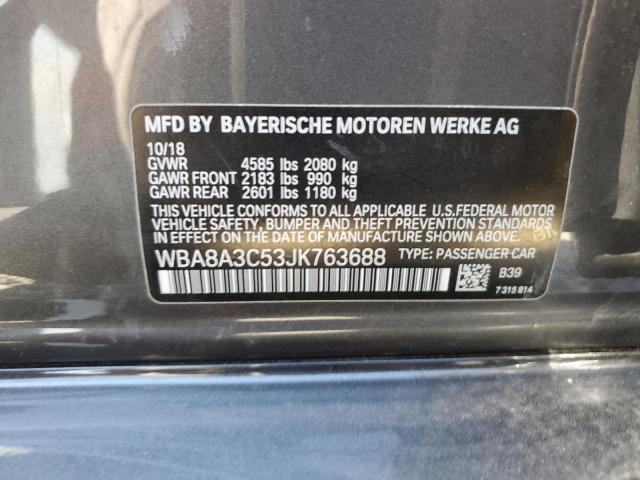 MFD BY BAYERISCHE MOTOREN WERKE AG
10/18
GVWR 4585 lbs 2080 kg
GAWR FRONT 2183 lbs 990 kg
GAWR REAR 2601 lbs 1180 kg
THIS VEHICLE CONFORMS TO ALL APPLICABLE U.S.FEDERAL MOTOR
VEHICLE SAFETY, BUMPER AND THEFT PREVENTION STANDARDS
IN EFFECT ON THE DATE OF MANUFACTURE SHOWN ABOVE.
WBA8A3C53JK763688 TYPE: PASSENGER CAR
B39
7 315 814